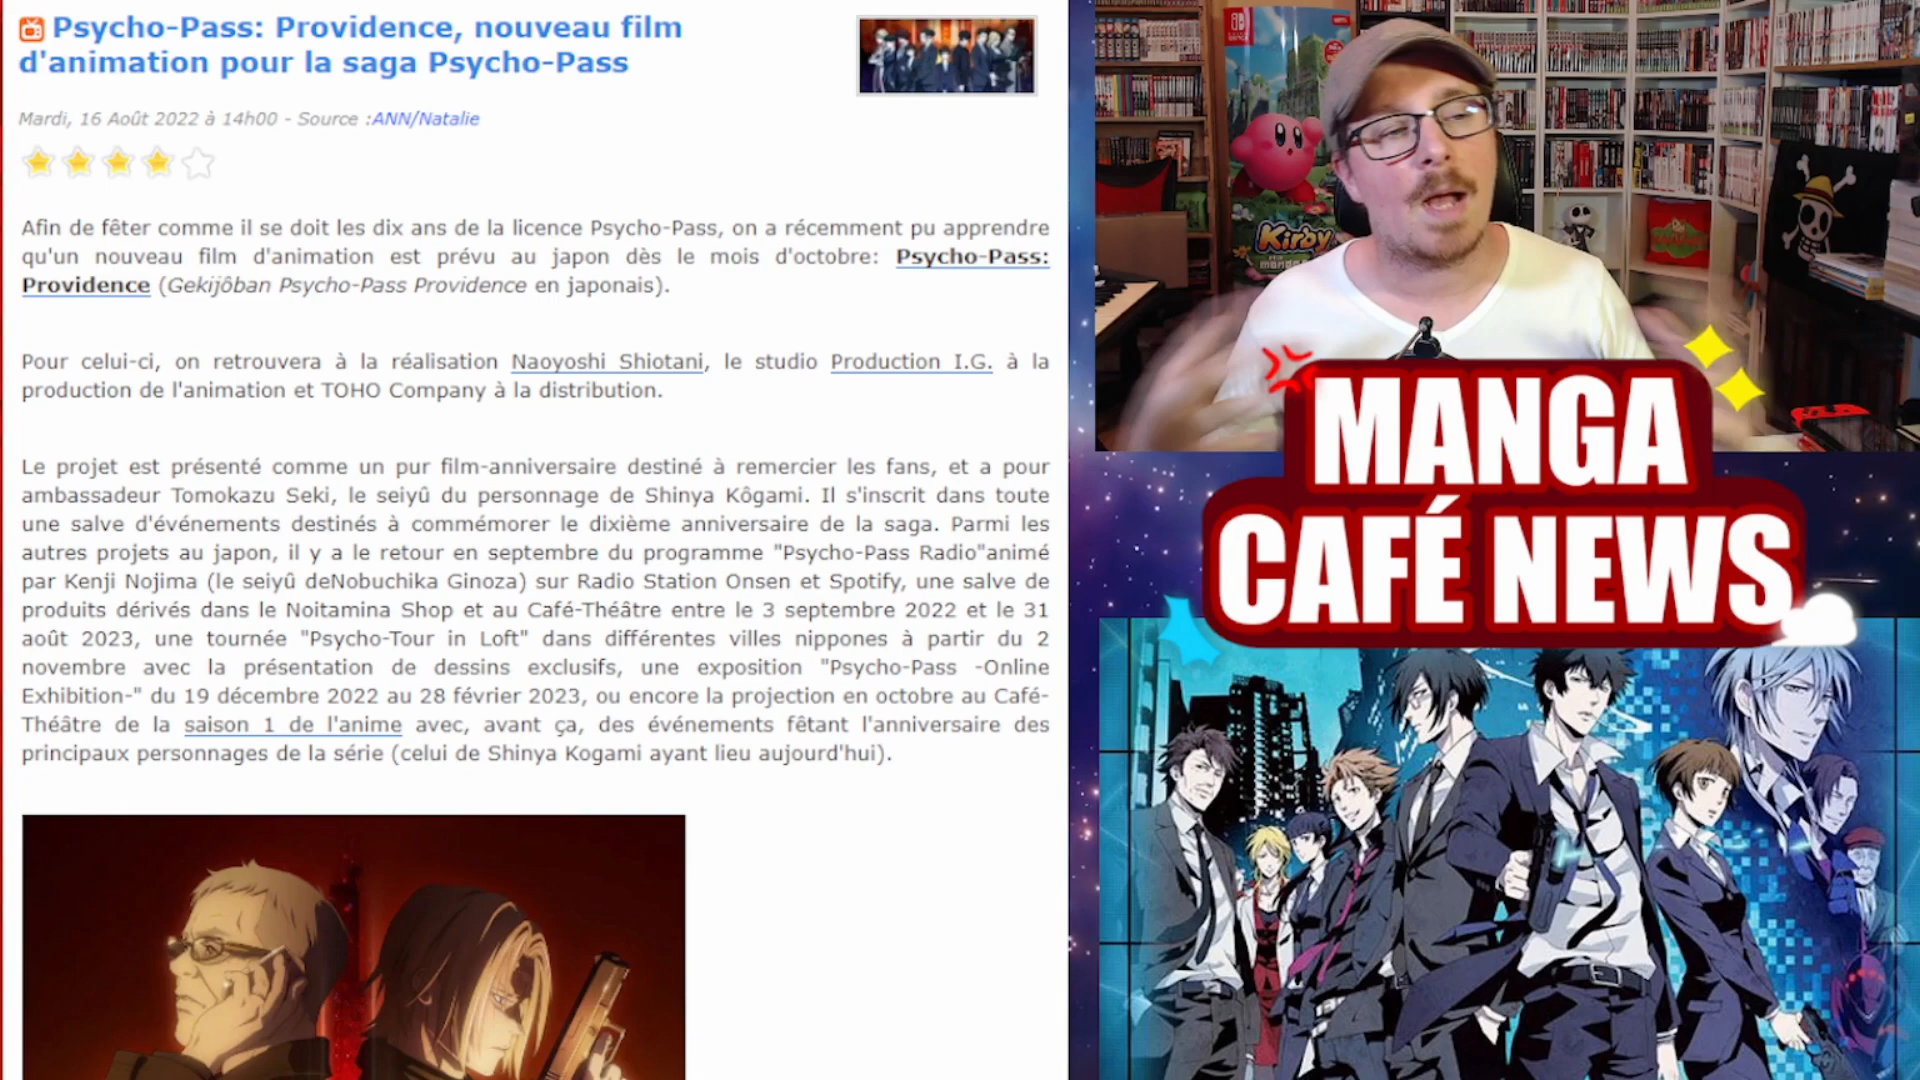 Psycho-Pass: Providence, nouveau film
d'animation pour la saga Psycho-Pass
Mardi, 16 Août 2022 à 14h00 - Source :ANN/Natalie
Afin de fêter comme il se doit les dix ans de la licence Psycho-Pass, on a récemment pu apprendre
qu'un nouveau film d'animation est prévu au japon dès le mois d'octobre: Psycho-Pass:
Providence (Gekijôban Psycho-Pass Providence en japonais).
Pour celui-ci, on retrouvera à la réalisation Naoyoshi Shiotani, le studio Production I.G. à la
production de l'animation et TOHO Company à la distribution.
Le projet est présenté comme un pur film-anniversaire destiné à remercier les fans, et a pour
ambassadeur Tomokazu Seki, le seiyû du personnage de Shinya Kôgami. Il s'inscrit dans toute
une salve d'événements destinés à commémorer le dixième anniversaire de la saga. Parmi les
autres projets au japon, il y a le retour en septembre du programme "Psycho-Pass Radio"animé
par Kenji Nojima (le seiyû deNobuchika Ginoza) sur Radio Station Onsen et Spotify, une salve de
produits dérivés dans le Noitamina Shop et au Café-Théâtre entre le 3 septembre 2022 et le 31
août 2023, une tournée "Psycho-Tour in Loft" dans différentes villes nippones à partir du 2
novembre avec la présentation de dessins exclusifs, une exposition "Psycho-Pass -Online
Exhibition-" du 19 décembre 2022 au 28 février 2023, ou encore la projection en octobre au Café-
Théâtre de la saison 1 de l'anime avec, avant ça, des événements fêtant l'anniversaire des
principaux personnages de la série (celui de Shinya Kogami ayant lieu aujourd'hui).
Kirby
MANGA
CAFÉ NEWS